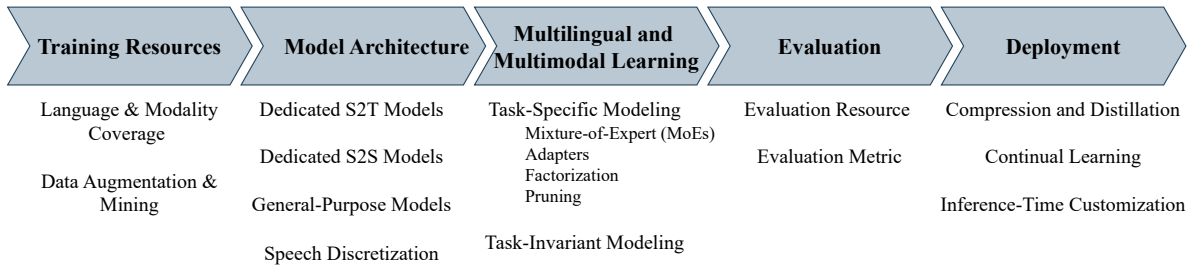 Training Resources
Language & Modality
Coverage
Data Augmentation &
Mining
Model Architecture
Dedicated S2T Models
Dedicated S2S Models
General-Purpose Models
Speech Discretization
Multilingual and
Multimodal Learning
Task-Specific Modeling
Mixture-of-Expert (MoEs)
Adapters
Factorization
Pruning
Task-Invariant Modeling
Evaluation
Evaluation Resource
Evaluation Metric
Deployment
Compression and Distillation
Continual Learning
Inference-Time Customization